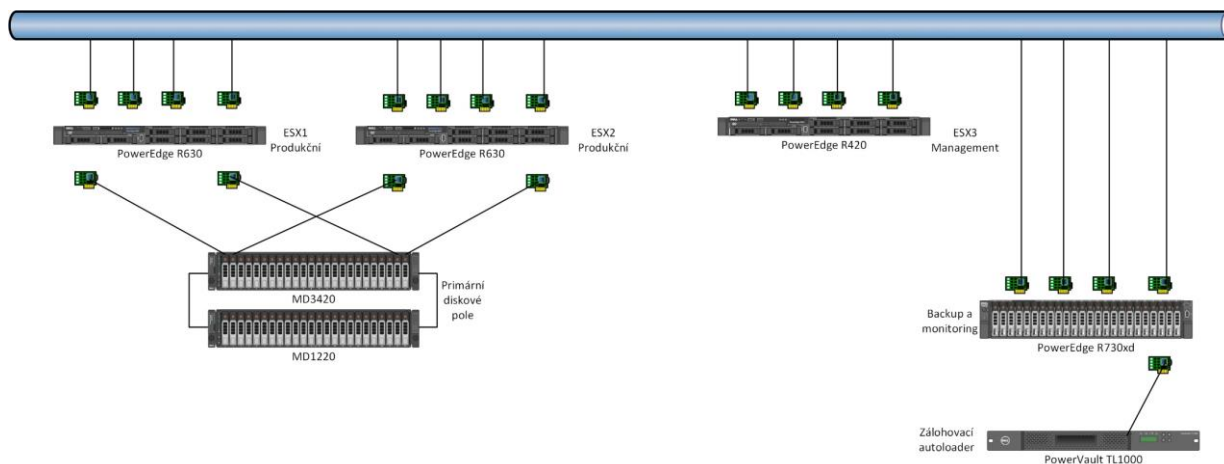 ESX1
Produkční
PowerEdge R630
ESX2
Produkční
PowerEdge R630
ESX3
Management
PowerEdge R420
MD3420
Primární
diskové
pole
MD1220
Backup a
monitoring
PowerEdge R730xd
Zálohovací
autoloader
PowerVault TL1000